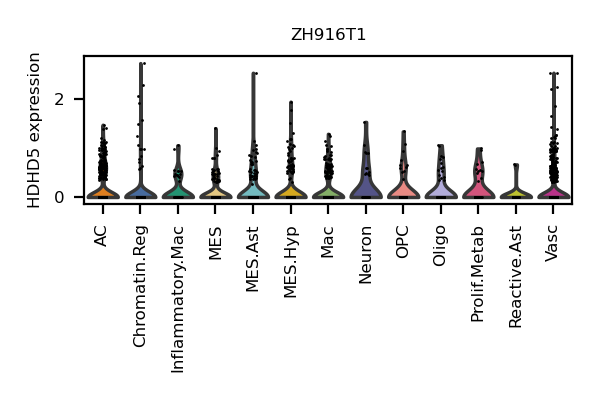 ZH916T1
HDHD5 expression
2
0
AC
Chromatin.Reg
Inflammatory.Mac
MES
MES.Ast
MES.Hyp
Mac
Neuron
OPC
Oligo
Prolif.Metab
Reactive.Ast
Vasc